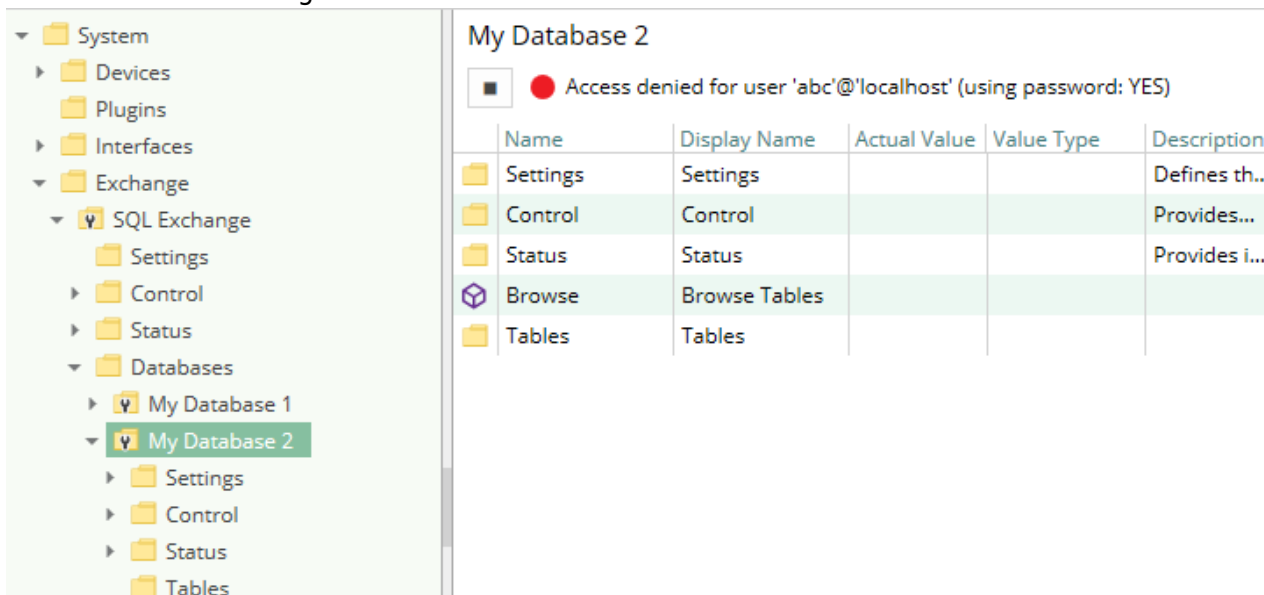 System
Devices
Plugins
Interfaces
Exchange
SQL Exchange
Settings
Control
Status
Databases
My Database 1
My Database 2
Settings
Control
Status
Tables
My Database 2
Access denied for user 'abc'@'localhost' (using password: YES)
Name Display Name Actual Value Value Type Description
Settings Settings Defines th...
Control Control Provides...
Status Status Provides i...
Browse Browse Tables
Tables Tables